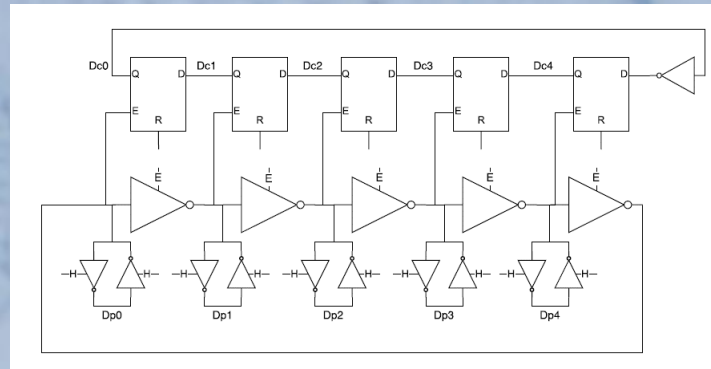 Dc0 Q D Dc1 Q D Dc2 Q D Dc3 Q D Dc4 Q D
E E E E E
R R R R R
E E E E E
H H H H H H H H H H
Dp0 Dp1 Dp2 Dp3 Dp4